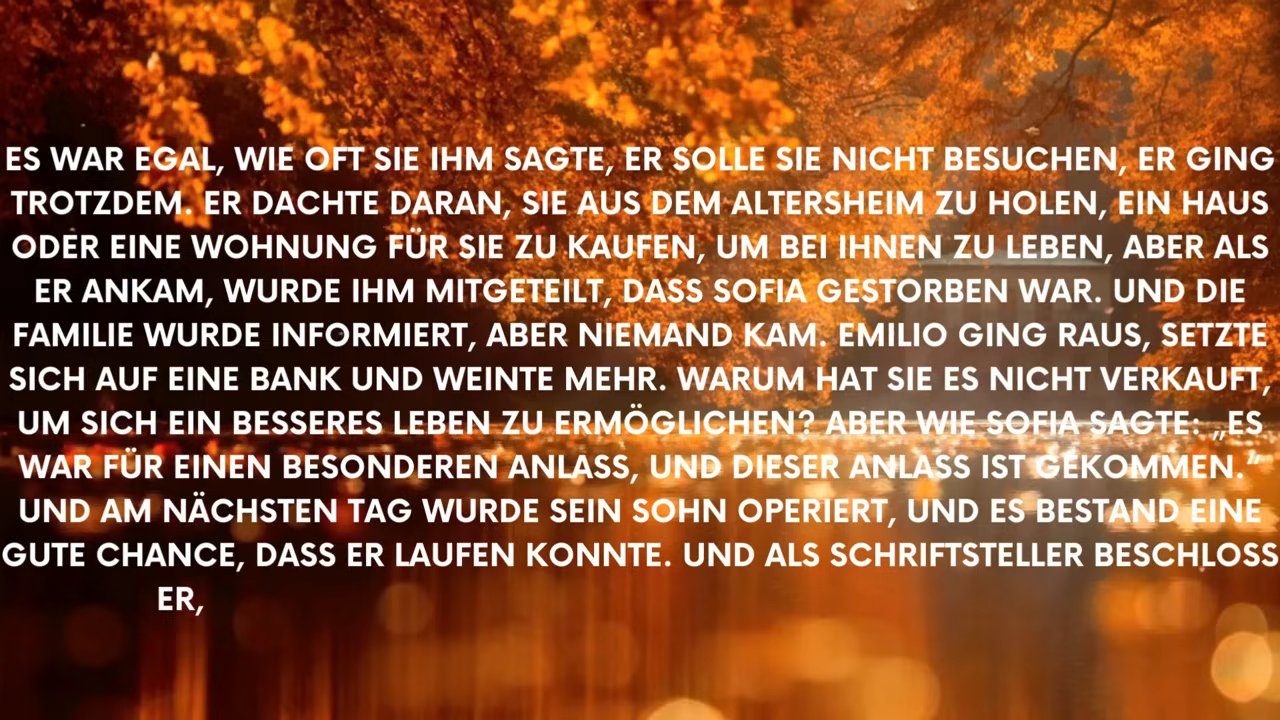 ES WAR EGAL, WIE OFT SIE IHM SAGTE, ER SOLLE SIE NICHT BESUCHEN, ER GING
TROTZDEM. ER DACHTE DARAN, SIE AUS DEM ALTERSHEIM ZU HOLEN, EIN HAUS
ODER EINE WOHNUNG FÜR SIE ZU KAUFEN, UM BEI IHNEN ZU LEBEN, ABER ALS
ER ANKAM, WURDE IHM MITGETEILT, DASS SOFIA GESTORBEN WAR. UND DIE
FAMILIE WURDE INFORMIERT, ABER NIEMAND KAM. EMILIO GING RAUS, SETZTE
SICH AUF EINE BANK UND WEINTE MEHR. WARUM HAT SIE ES NICHT VERKAUFT,
UM SICH EIN BESSERES LEBEN ZU ERMÖGLICHEN? ABER WIE SOFIA SAGTE: „ES
WAR FÜR EINEN BESONDEREN ANLASS, UND DIESER ANLASS IST GEKOMMEN.“
UND AM NÄCHSTEN TAG WURDE SEIN SOHN OPERIERT, UND ES BESTAND EINE
GUTE CHANCE, DASS ER LAUFEN KONNTE. UND ALS SCHRIFTSTELLER BESCHLOSS
ER,